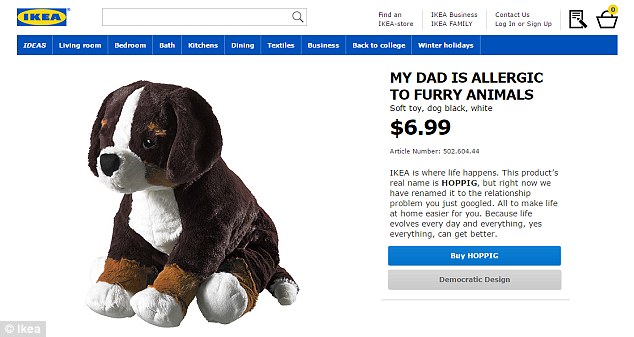 IKEA
Find an
IKEA-store
IKEA Business
IKEA FAMILY
Contact Us
Log In or Sign Up
0
IDEAS Living room Bedroom Bath Kitchens Dining Textiles Business Back to college Winter holidays
MY DAD IS ALLERGIC
TO FURRY ANIMALS
Soft toy, dog black, white
$6.99
Article Number: 502.604.44
IKEA is where life happens. This product's
real name is HOPPIG, but right now we
have renamed it to the relationship
problem you just googled. All to make life
at home easier for you. Because life
evolves every day and everything, yes
everything, can get better.
Buy HOPPIG
Democratic Design
© Ikea